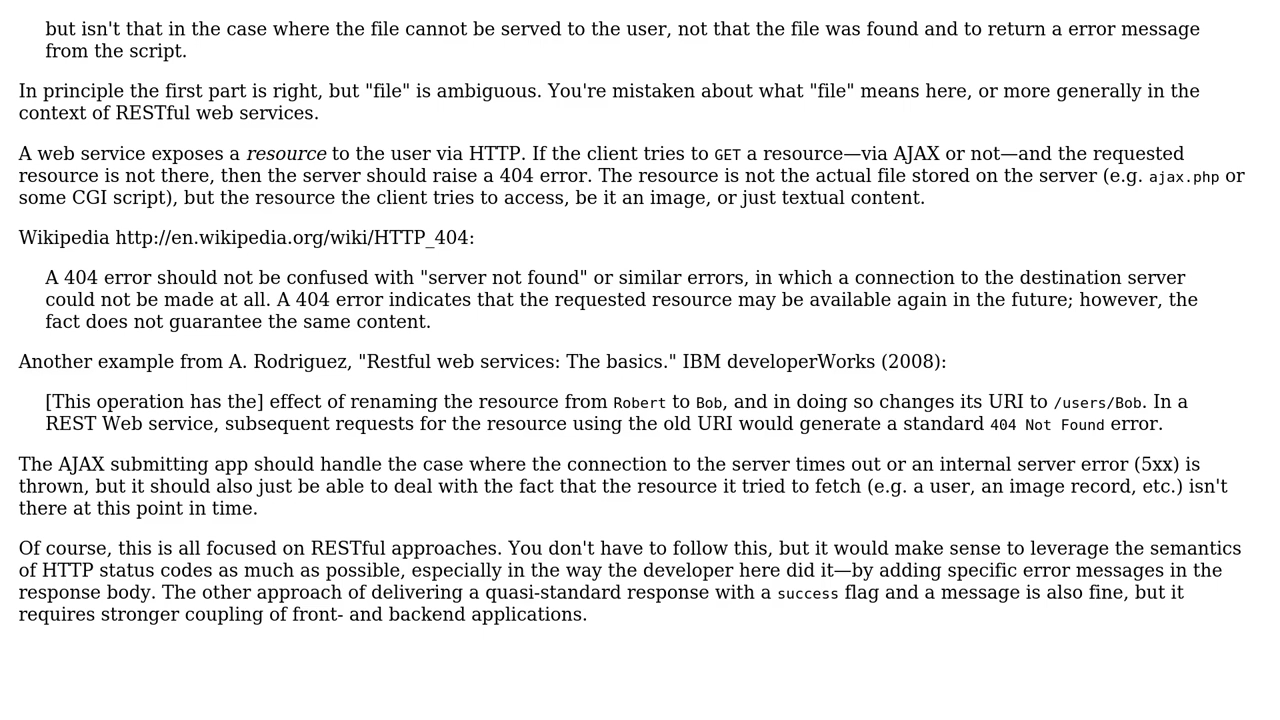 but isn't that in the case where the file cannot be served to the user, not that the file was found and to return a error message
from the script.
In principle the first part is right, but "file" is ambiguous. You're mistaken about what "file" means here, or more generally in the
context of RESTful web services.
A web service exposes a resource to the user via HTTP. If the client tries to GET a resource—via AJAX or not—and the requested
resource is not there, then the server should raise a 404 error. The resource is not the actual file stored on the server (e.g. ajax.php or
some CGI script), but the resource the client tries to access, be it an image, or just textual content.
Wikipedia http://en.wikipedia.org/wiki/HTTP_404:
A 404 error should not be confused with "server not found" or similar errors, in which a connection to the destination server
could not be made at all. A 404 error indicates that the requested resource may be available again in the future; however, the
fact does not guarantee the same content.
Another example from A. Rodriguez, "Restful web services: The basics." IBM developerWorks (2008):
[This operation has the] effect of renaming the resource from Robert to Bob, and in doing so changes its URI to /users/Bob. In a
REST Web service, subsequent requests for the resource using the old URI would generate a standard 404 Not Found error.
The AJAX submitting app should handle the case where the connection to the server times out or an internal server error (5xx) is
thrown, but it should also just be able to deal with the fact that the resource it tried to fetch (e.g. a user, an image record, etc.) isn't
there at this point in time.
Of course, this is all focused on RESTful approaches. You don't have to follow this, but it would make sense to leverage the semantics
of HTTP status codes as much as possible, especially in the way the developer here did it—by adding specific error messages in the
response body. The other approach of delivering a quasi-standard response with a success flag and a message is also fine, but it
requires stronger coupling of front- and backend applications.